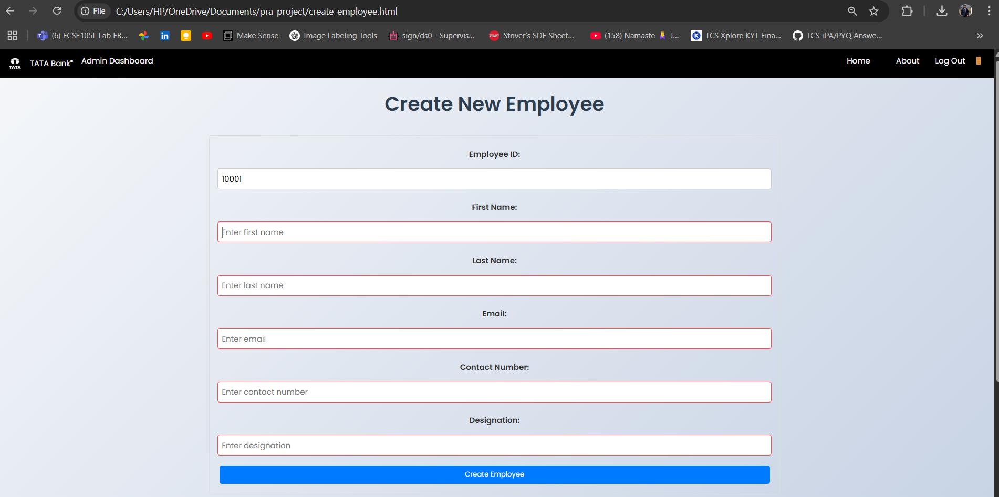 File C:/Users/HP/OneDrive/Documents/pra_project/create-employee.html
(6) ECSE105L Lab EB... Make Sense Image Labeling Tools sign/ds0 - Supervis... TUF Striver's SDE Sheet... (158) Namaste J... K TCS Xplore KYT Fina... TCS-iPA/PYQ Answe...
TATA TATA Bank Admin Dashboard Home About Log Out
Create New Employee
Employee ID:
10001
First Name:
Enter first name
Last Name:
Enter last name
Email:
Enter email
Contact Number:
Enter contact number
Designation:
Enter designation
Create Employee